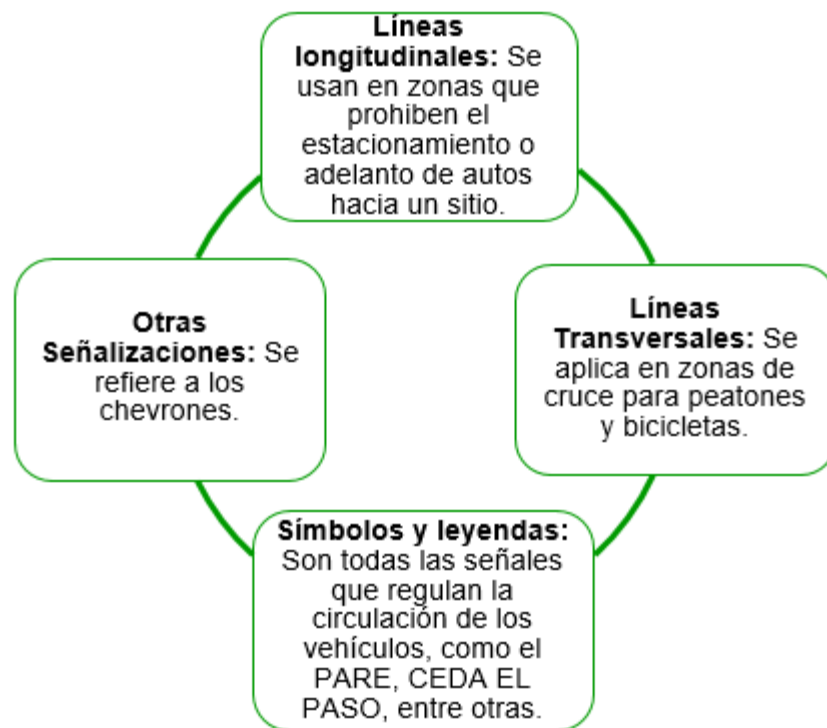 Líneas
longitudinales: Se
usan en zonas que
prohiben el
estacionamiento o
adelanto de autos
hacia un sitio.
Otras
Señalizaciones: Se
refiere a los
chevrones.
Líneas
Transversales: Se
aplica en zonas de
cruce para peatones
y bicicletas.
Símbolos y leyendas:
Son todas las señales
que regulan la
circulación de los
vehículos, como el
PARE, CEDA EL
PASO, entre otras.